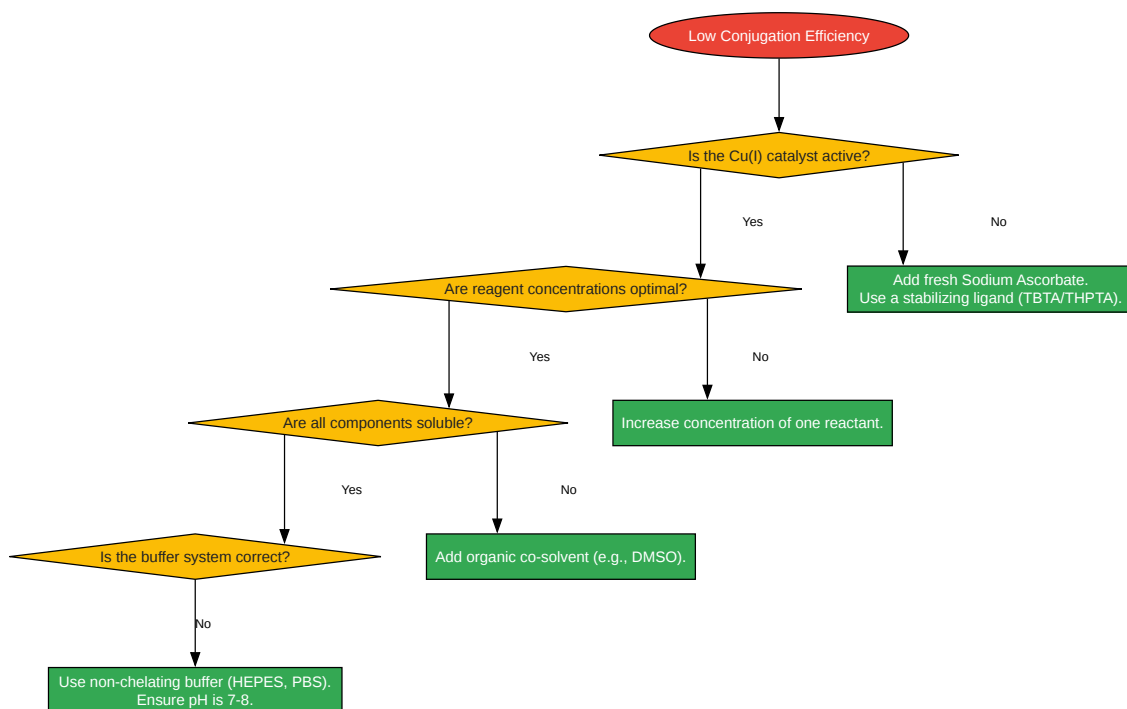 Low Conjugation Efficiency
Is the Cu(I) catalyst active?
Yes
No
Add fresh Sodium Ascorbate.
Use a stabilizing ligand (TBTA/THPTA).
Are reagent concentrations optimal?
Yes
No
Increase concentration of one reactant.
Are all components soluble?
Yes
No
Add organic co-solvent (e.g., DMSO).
Is the buffer system correct?
No
Use non-chelating buffer (HEPES, PBS).
Ensure pH is 7-8.